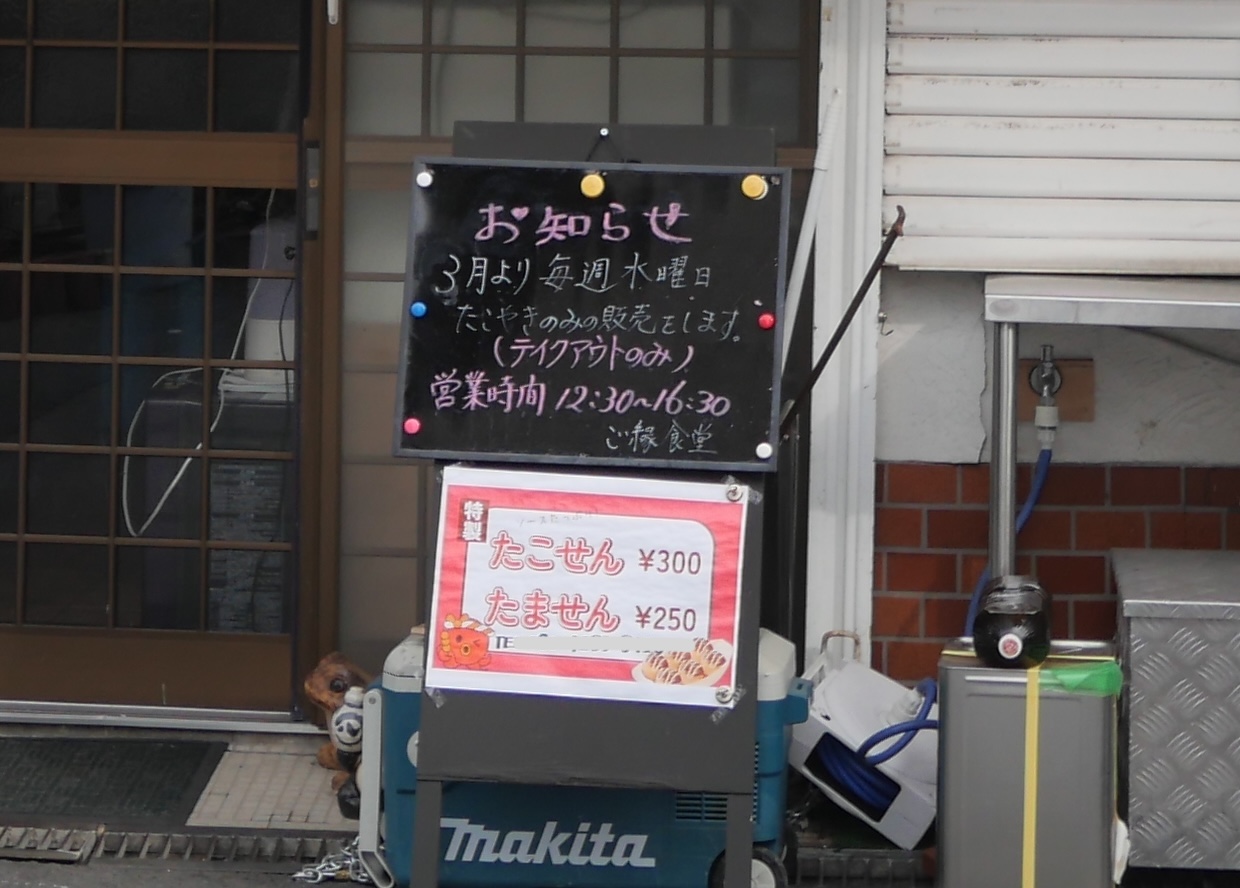 お知らせ
3月より毎週水曜日
たこやきのみの販売をします。
(テイクアウトのみ)
営業時間 12:30~16:30
ご縁食堂
特製
たこせん ¥300
たません ¥250
makita